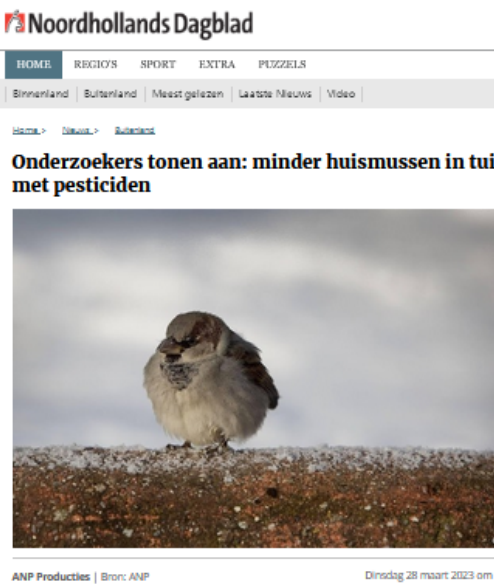 Noordhollands Dagblad
HOME REGIO'S SPORT EXTRA PUZZELS
Binnenland Buitenland Meest gelezen Laatste Nieuws Video
Home > Nieuws > Buitenland
Onderzoekers tonen aan: minder huismussen in tui
met pesticiden
ANP Producties | Bron: ANP
Dinsdag 28 maart 2023 om